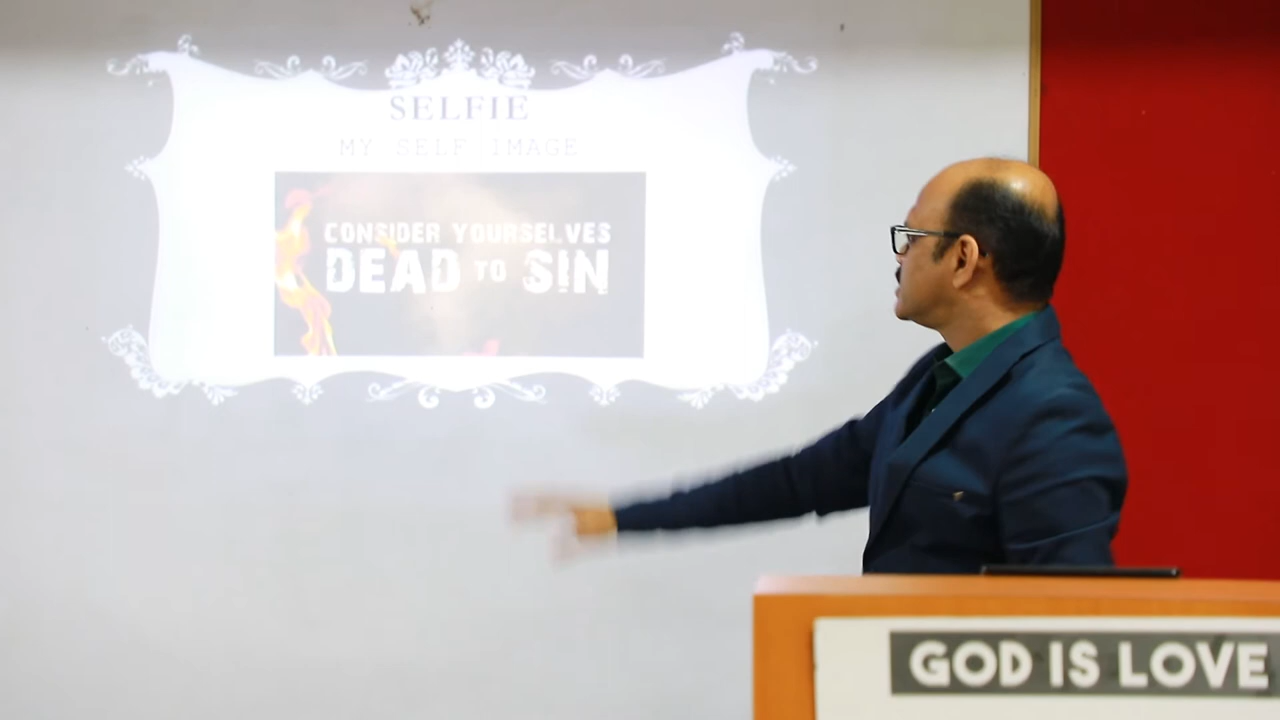 SELFIE
MY SELF IMAGE
CONSIDER YOURSELVES
DEAD TO SIN
GOD IS LOVE